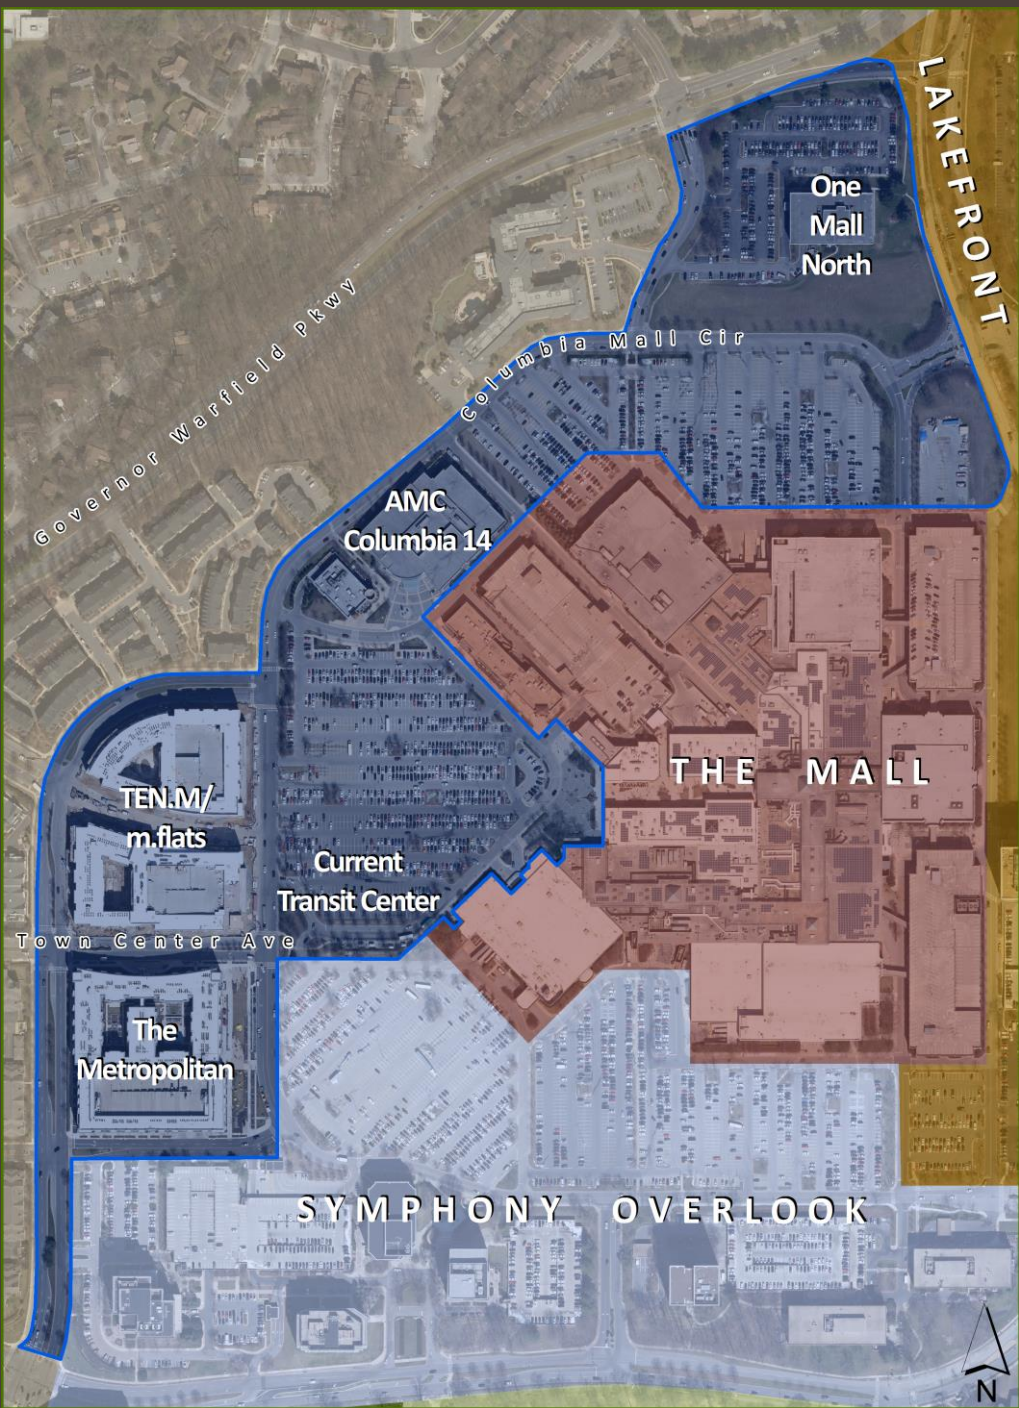 LAKEFRONT
One
Mall
North
Governor Warfield Pkwy
Columbia Mall Cir
AMC
Columbia 14
THE MALL
TEN.M/
m.flats
Current
Transit Center
Town Center Ave
The
Metropolitan
SYMPHONY OVERLOOK
N